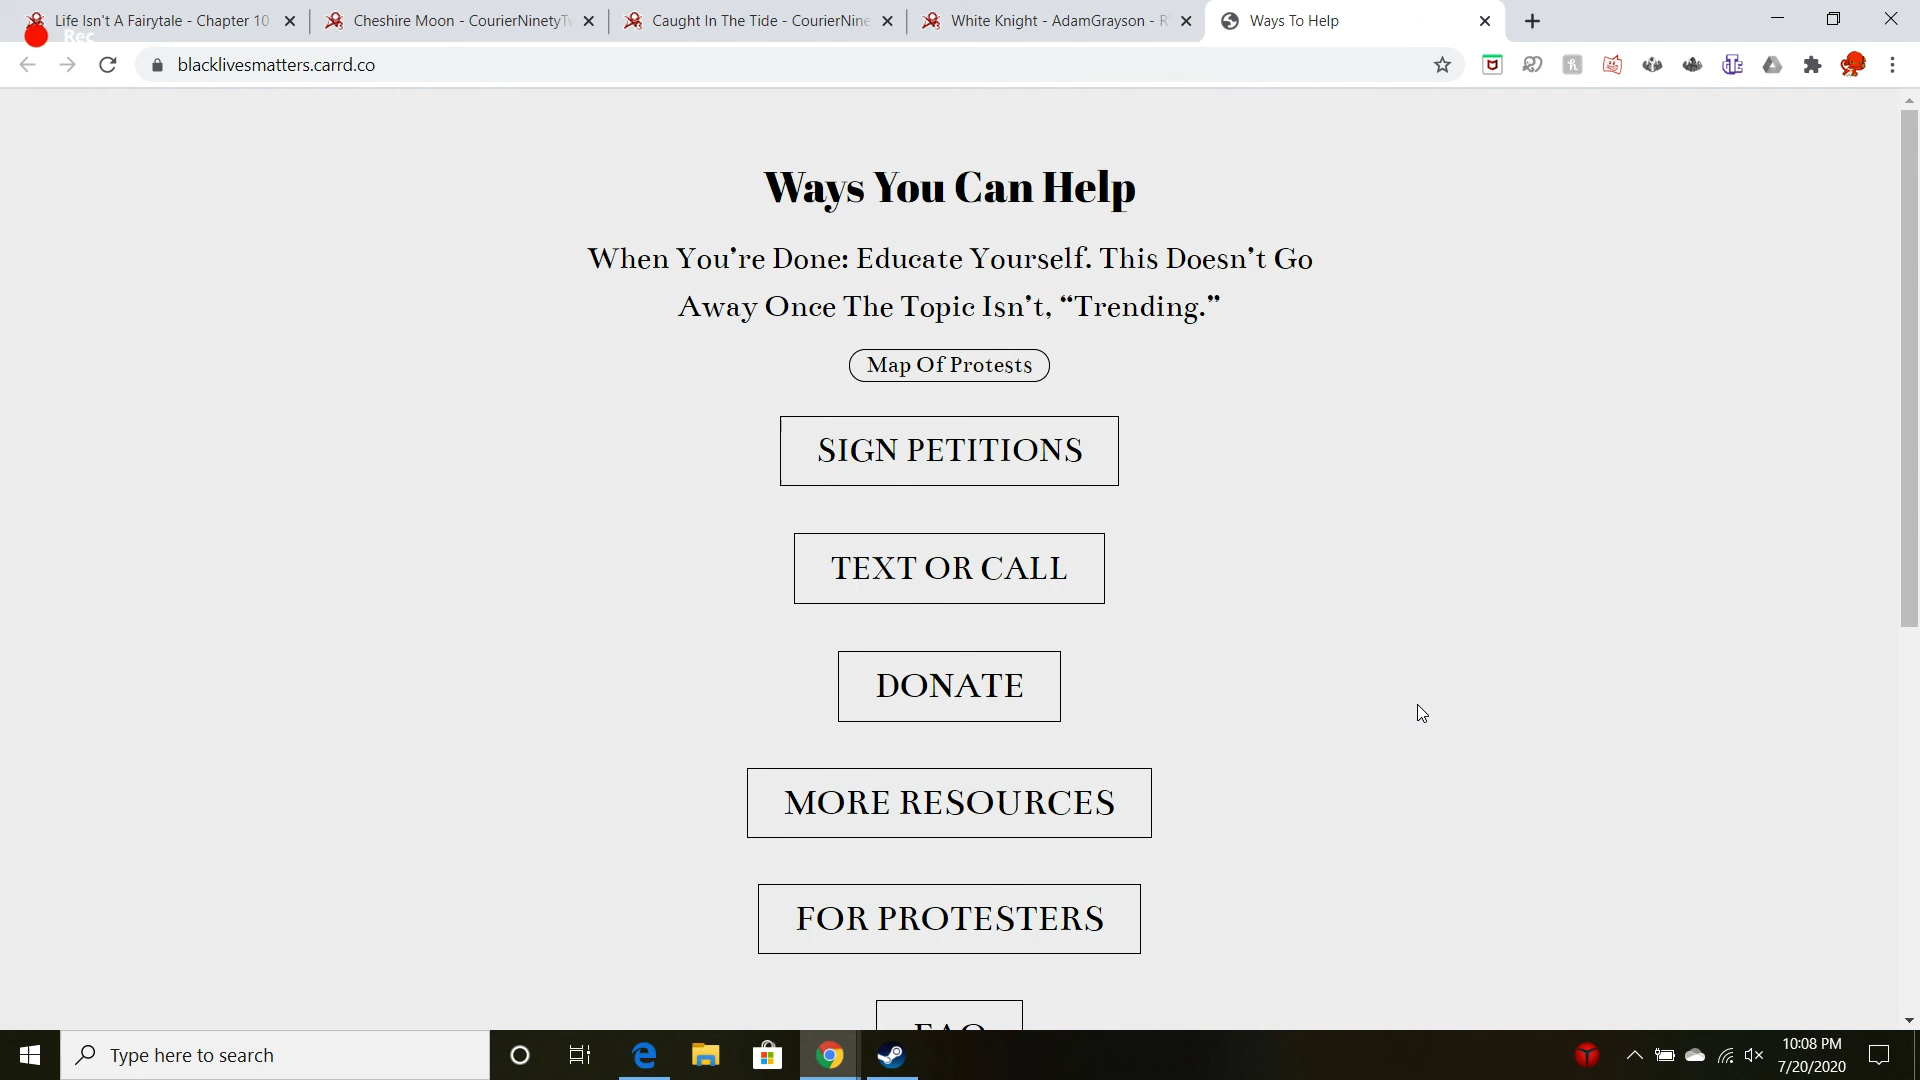 Life Isn't A Fairytale - Chapter 10
Cheshire Moon - CourierNinetyTw
Caught In The Tide - CourierNine
White Knight - AdamGrayson - R
Ways To Help
Rec
blacklivesmatters.carrd.co
Ways You Can Help
When You're Done: Educate Yourself. This Doesn't Go
Away Once The Topic Isn't, “Trending.”
Map Of Protests
SIGN PETITIONS
TEXT OR CALL
DONATE
MORE RESOURCES
FOR PROTESTERS
FAQ
Type here to search
10:08 PM
7/20/2020